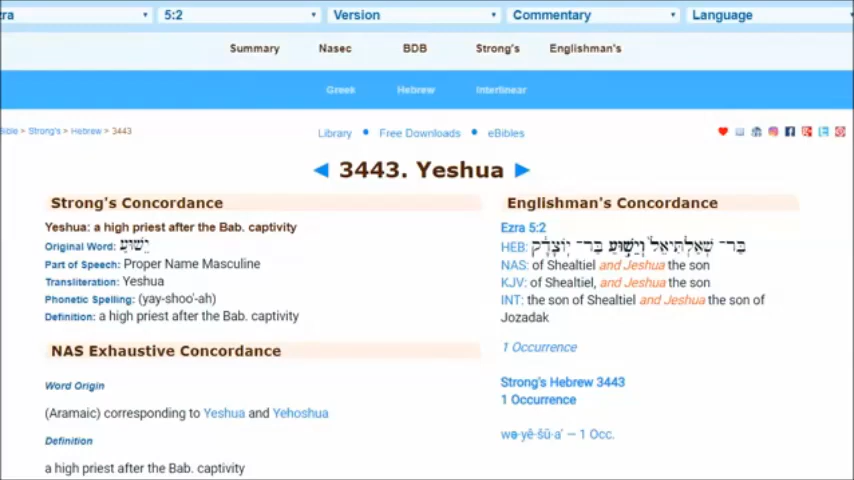 zra 5:2 Version Commentary Language
Summary Nasec BDB Strong's Englishman's
Greek Hebrew Interlinear
Bible > Strong's > Hebrew > 3443
Library • Free Downloads • eBibles
◄ 3443. Yeshua ►
Strong's Concordance
Yeshua: a high priest after the Bab. captivity
Original Word: יֵשׁוּעַ
Part of Speech: Proper Name Masculine
Transliteration: Yeshua
Phonetic Spelling: (yay-shoo'-ah)
Definition: a high priest after the Bab. captivity
NAS Exhaustive Concordance
Word Origin
(Aramaic) corresponding to Yeshua and Yehoshua
Definition
a high priest after the Bab. captivity
Englishman's Concordance
Ezra 5:2
HEB: בַּר־ שְׁאַלְתִּיאֵל֙ וְיֵשׁ֣וּעַ בַּר־ יֽוֹצָדָ֔ק
NAS: of Shealtiel and Jeshua the son
KJV: of Shealtiel, and Jeshua the son
INT: the son of Shealtiel and Jeshua the son of
Jozadak
1 Occurrence
Strong's Hebrew 3443
1 Occurrence
wə·yê·šū·a‘ — 1 Occ.